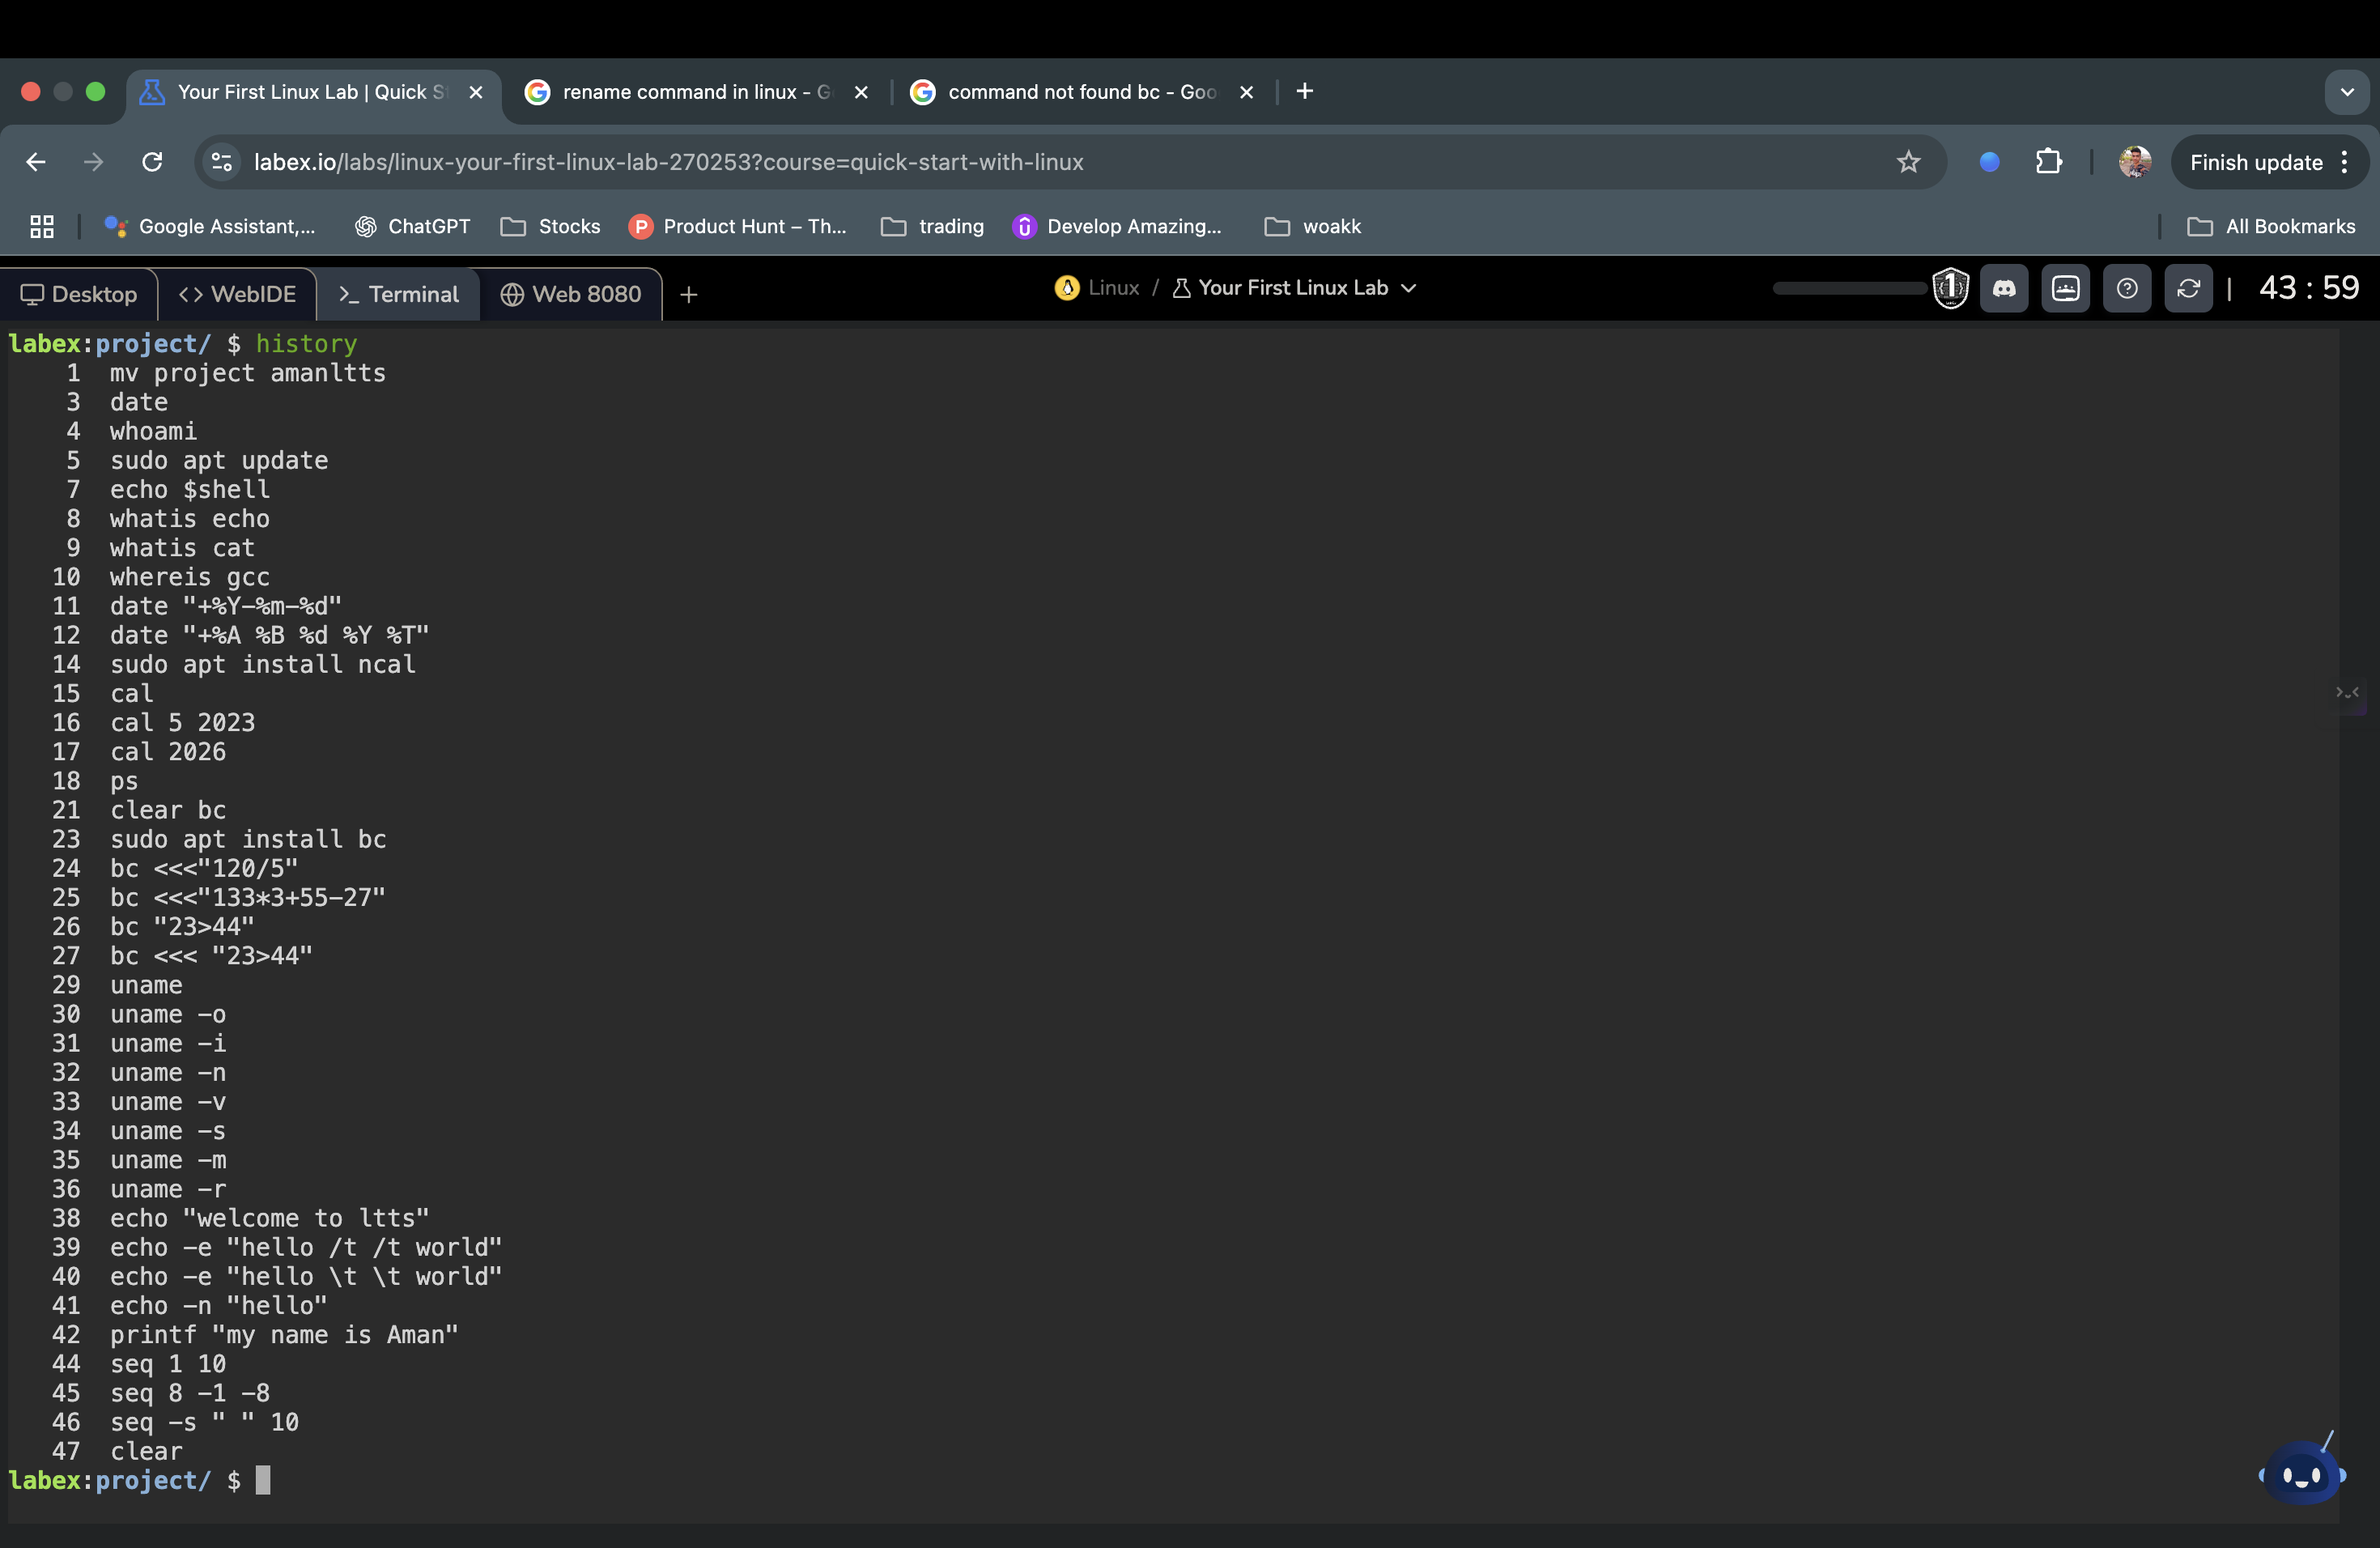 Your First Linux Lab | Quick S
rename command in linux - G
command not found bc - Goo
labex.io/labs/linux-your-first-linux-lab-270253?course=quick-start-with-linux
Finish update
Google Assistant,...
ChatGPT
Stocks
Product Hunt – Th...
trading
Develop Amazing...
woakk
All Bookmarks
Desktop
WebIDE
Terminal
Web 8080
Linux / Your First Linux Lab
43 : 59
labex:project/ $ history
1 mv project amanltts
3 date
4 whoami
5 sudo apt update
7 echo $shell
8 whatis echo
9 whatis cat
10 whereis gcc
11 date "+%Y-%m-%d"
12 date "+%A %B %d %Y %T"
14 sudo apt install ncal
15 cal
16 cal 5 2023
17 cal 2026
18 ps
21 clear bc
23 sudo apt install bc
24 bc <<<"120/5"
25 bc <<<"133*3+55-27"
26 bc "23>44"
27 bc <<< "23>44"
29 uname
30 uname -o
31 uname -i
32 uname -n
33 uname -v
34 uname -s
35 uname -m
36 uname -r
38 echo "welcome to ltts"
39 echo -e "hello /t /t world"
40 echo -e "hello \t \t world"
41 echo -n "hello"
42 printf "my name is Aman"
44 seq 1 10
45 seq 8 -1 -8
46 seq -s " " 10
47 clear
labex:project/ $